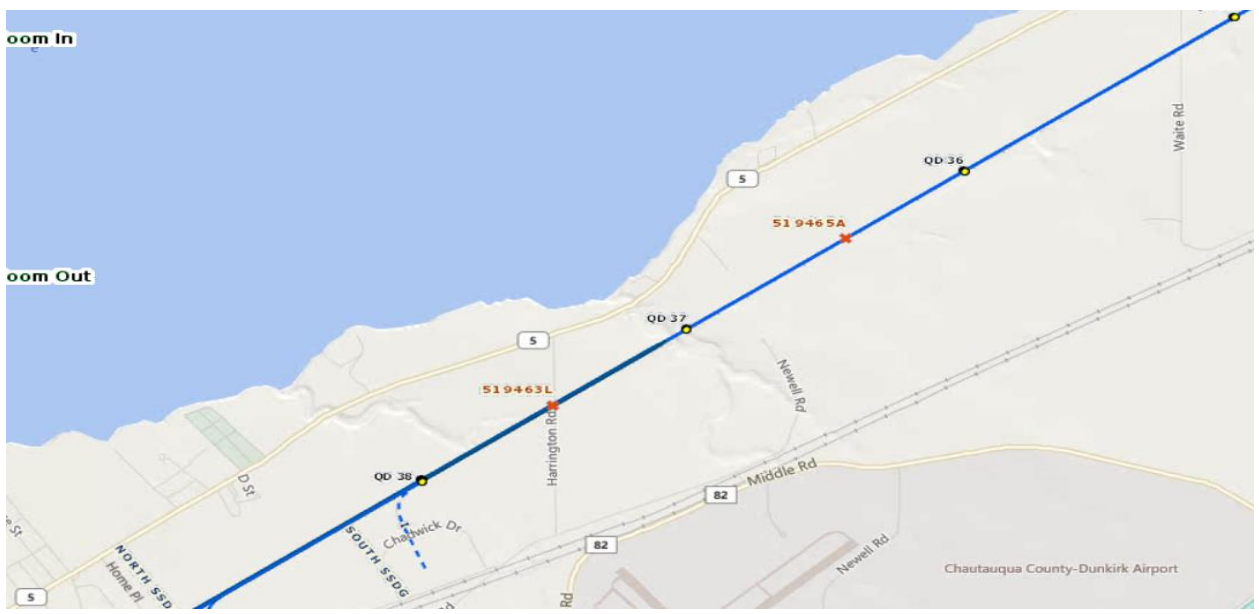 oom In
e
QD 36
Waite Rd
5
51 9465A
oom Out
QD 37
5
Newell Rd
519463L
Harrington Rd
QD 38
D St
Middle Rd
82
Chadwick Dr
SOUTH SSDG
82
NORTH SSD
Home Pl
Newell Rd
Chautauqua County-Dunkirk Airport
5
Rd